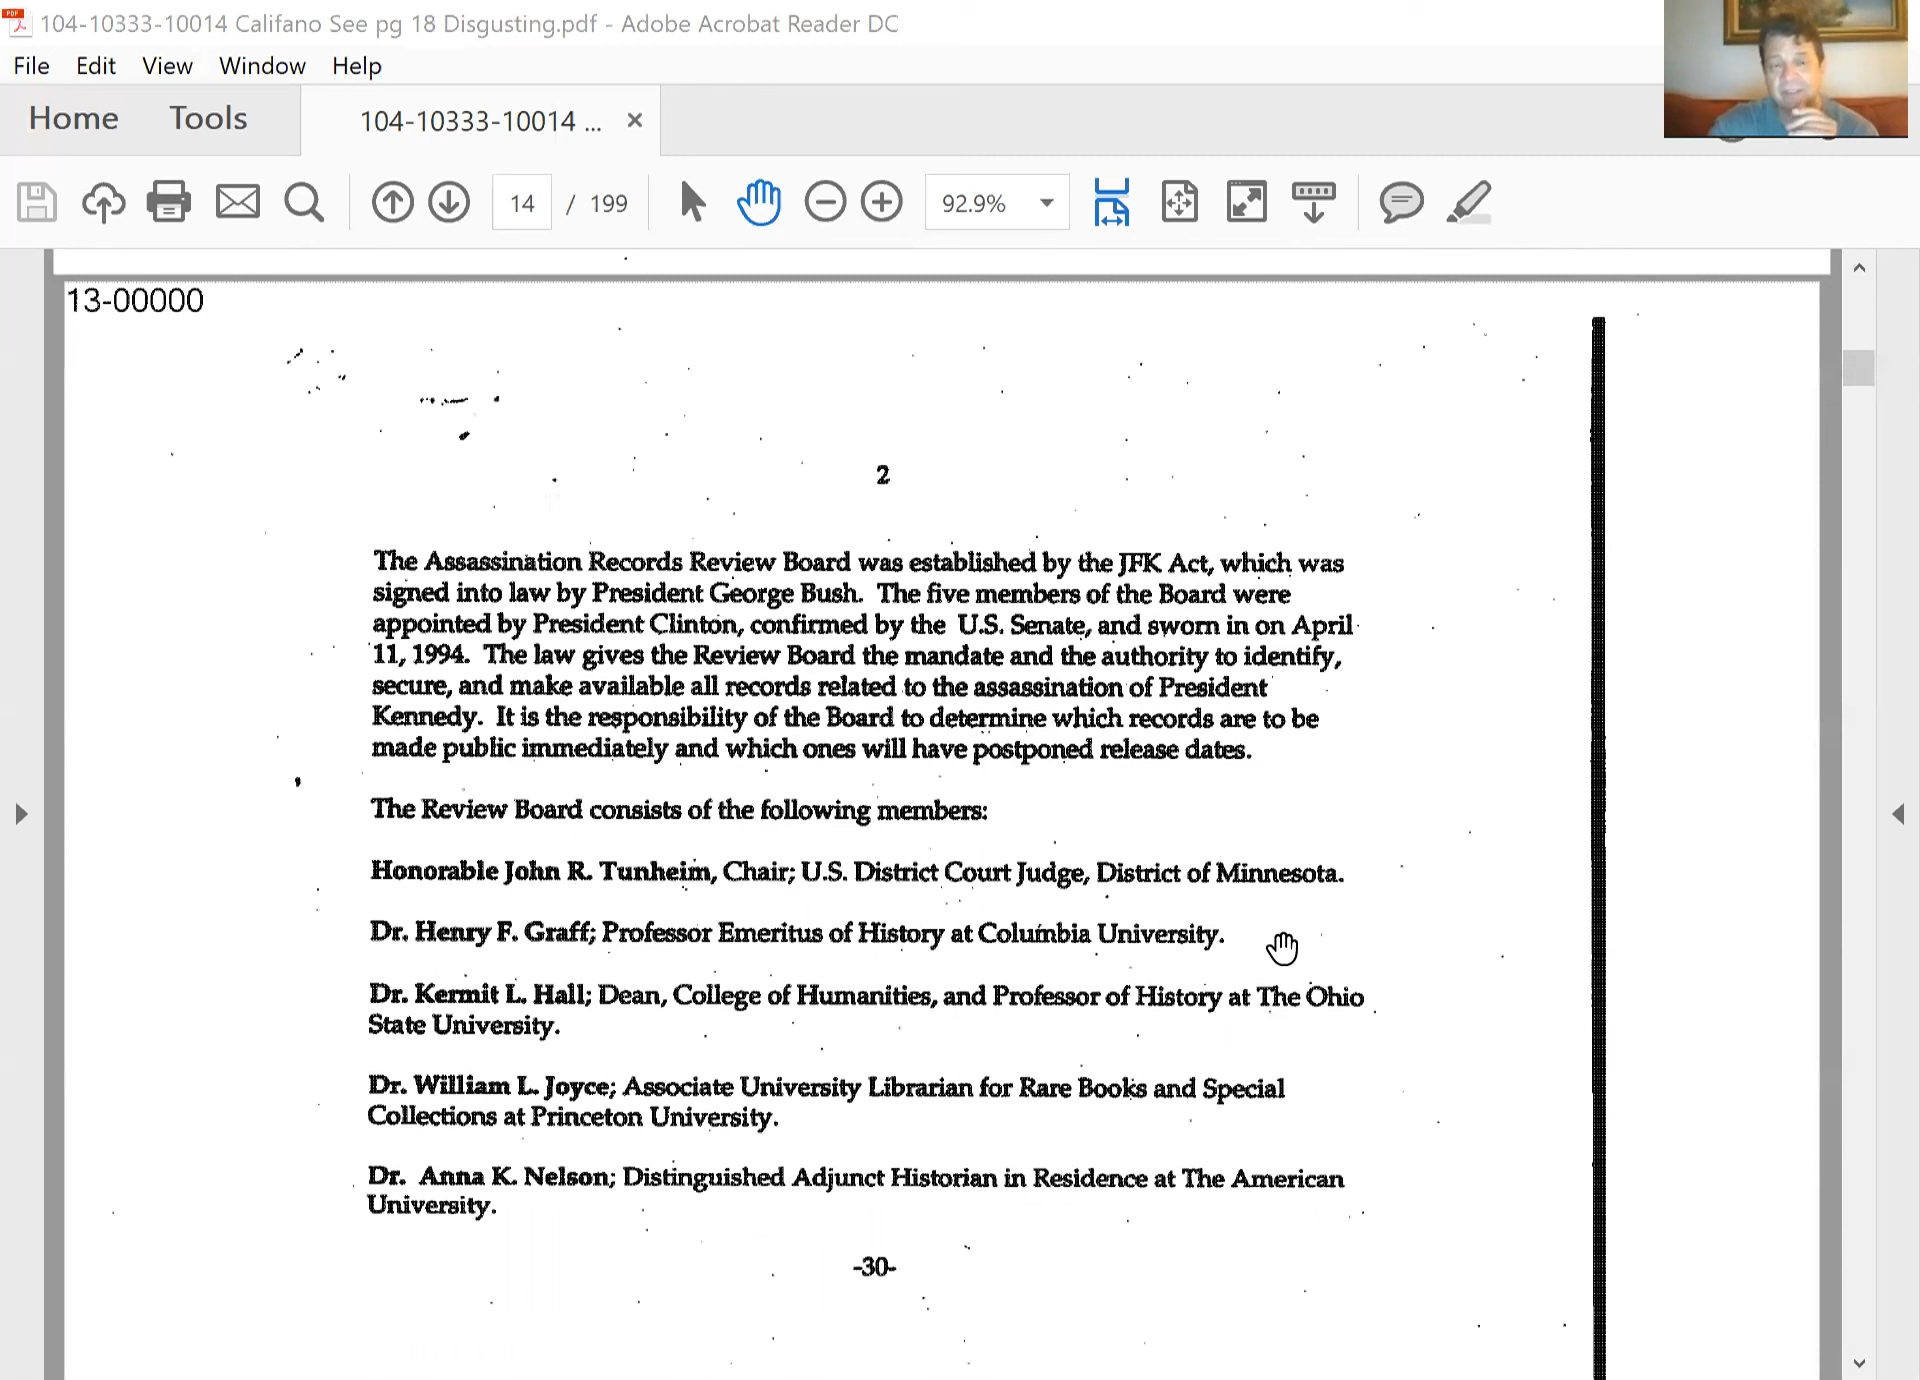 104-10333-10014 Califano See pg 18 Disgusting.pdf - Adobe Acrobat Reader DC
File Edit View Window Help
Home Tools 104-10333-10014 ...
14 / 199 92.9%
13-00000
2
The Assassination Records Review Board was established by the JFK Act, which was
signed into law by President George Bush. The five members of the Board were
appointed by President Clinton, confirmed by the U.S. Senate, and sworn in on April
11, 1994. The law gives the Review Board the mandate and the authority to identify,
secure, and make available all records related to the assassination of President
Kennedy. It is the responsibility of the Board to determine which records are to be
made public immediately and which ones will have postponed release dates.
The Review Board consists of the following members:
Honorable John R. Tunheim, Chair; U.S. District Court Judge, District of Minnesota.
Dr. Henry F. Graff; Professor Emeritus of History at Columbia University.
Dr. Kermit L. Hall; Dean, College of Humanities, and Professor of History at The Ohio
State University.
Dr. William L. Joyce; Associate University Librarian for Rare Books and Special
Collections at Princeton University.
Dr. Anna K. Nelson; Distinguished Adjunct Historian in Residence at The American
University.
-30-